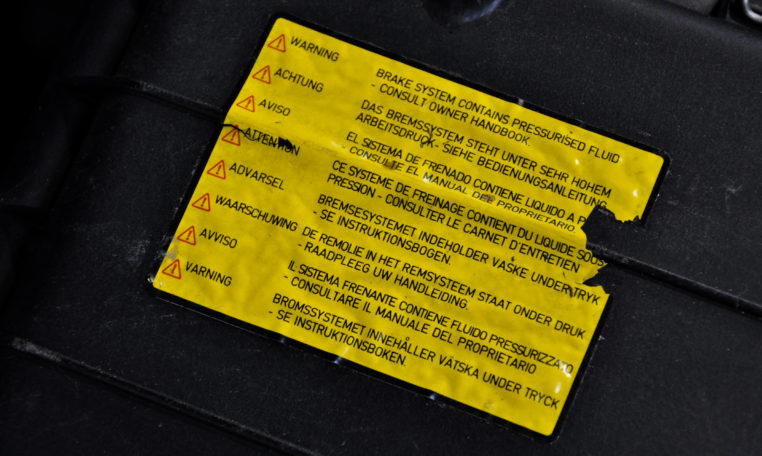 WARNING
BRAKE SYSTEM CONTAINS PRESSURISED FLUID
- CONSULT OWNER HANDBOOK.
ACHTUNG
DAS BREMSSYSTEM STEHT UNTER SEHR HOHEM
ARBEITSDRUCK - SIEHE BEDIENUNGSANLEITUNG
AVISO
EL SISTEMA DE FRENADO CONTIENE LIQUIDO A
- CONSULTE EL MANUAL DEL PROPRIETARIO.
ATTENTION
CE SYSTEME DE FREINAGE CONTIENT DU LIQUIDE SOUS
PRESSION - CONSULTER LE CARNET D'ENTRETIEN
ADVARSEL
BREMSESYSTEMET INDEHOLDER VÆSKE UNDER TRYK
- SE INSTRUKTIONSBOGEN.
WAARSCHUWING
DE REMOLIE IN HET REMSYSTEEM STAAT ONDER DRUK
- RAADPLEEG UW HANDLEIDING.
AVVISO
IL SISTEMA FRENANTE CONTIENE FLUIDO PRESSURIZZATO
- CONSULTARE IL MANUALE DEL PROPRIETARIO
VARNING
BROMSSYSTEMET INNEHÅLLER VÄTSKA UNDER TRYCK
- SE INSTRUKTIONSBOKEN.